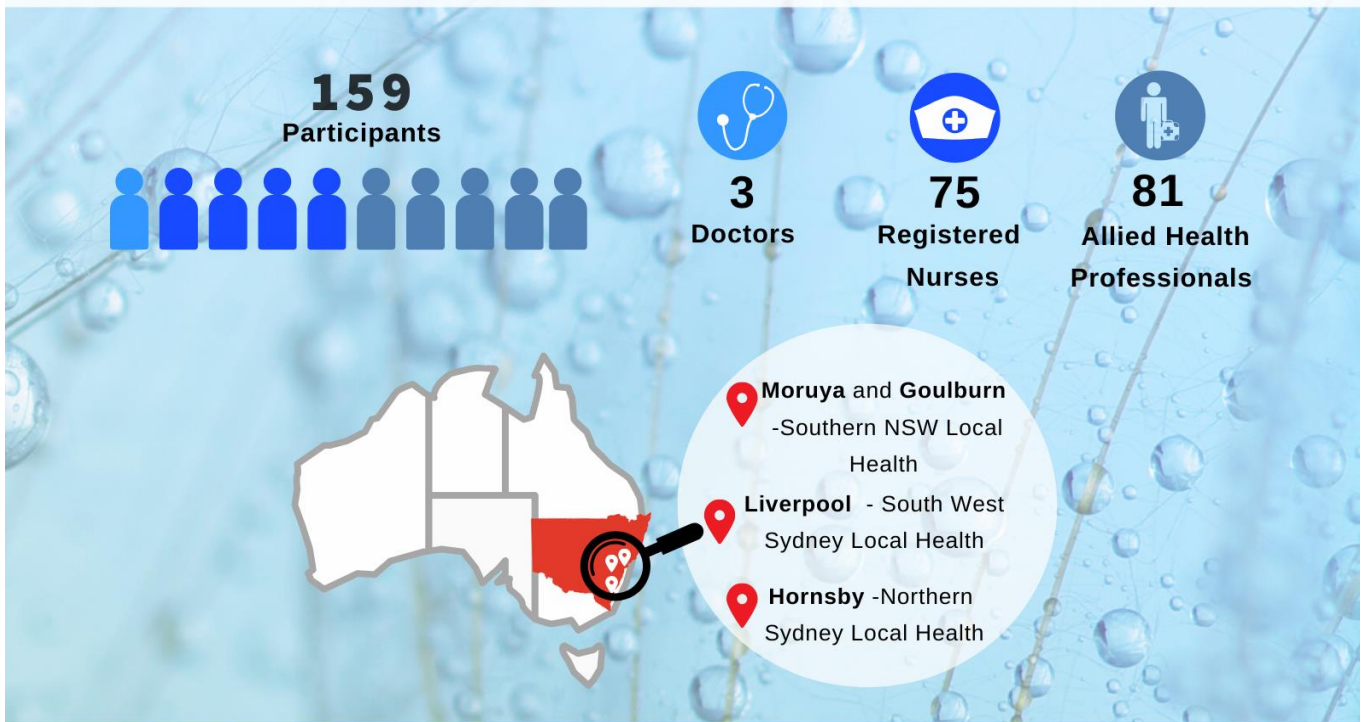 159
Participants
3
Doctors
75
Registered
Nurses
81
Allied Health
Professionals
Moruya and Goulburn
-Southern NSW Local
Health
Liverpool - South West
Sydney Local Health
Hornsby -Northern
Sydney Local Health